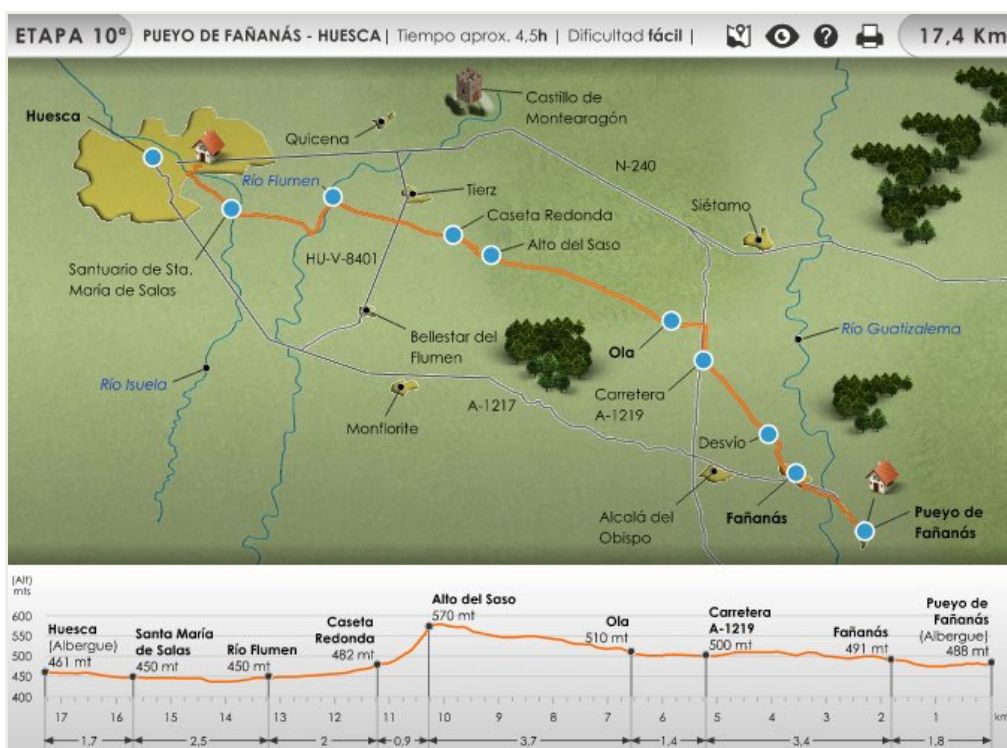 ETAPA 10ª PUEYO DE FAÑANÁS - HUESCA | Tiempo aprox. 4,5h | Dificultad fácil | 17,4 Km
Huesca
Quicena
Castillo de
Montearagón
Río Flumen
Tierz
N-240
Caseta Redonda
Siétamo
Alto del Saso
HU-V-8401
Santuario de Sta.
María de Salas
Bellestar del
Flumen
Ola
Río Guatizalema
Río Isuela
Carretera
A-1219
A-1217
Monflorite
Desvío
Alcalá del
Obispo
Fañanás
Pueyo de
Fañanás
(Alt)
mts
600
550
500
450
400
Huesca
(Albergue)
461 mt
Santa María
de Salas
450 mt
Río Flumen
450 mt
Caseta
Redonda
482 mt
Alto del Saso
570 mt
Ola
510 mt
Carretera
A-1219
500 mt
Fañanás
491 mt
Pueyo de
Fañanás
(Albergue)
488 mt
17 16 15 14 13 12 11 10 9 8 7 6 5 4 3 2 1 km
1,7 2,5 2 0,9 3,7 1,4 3,4 1,8